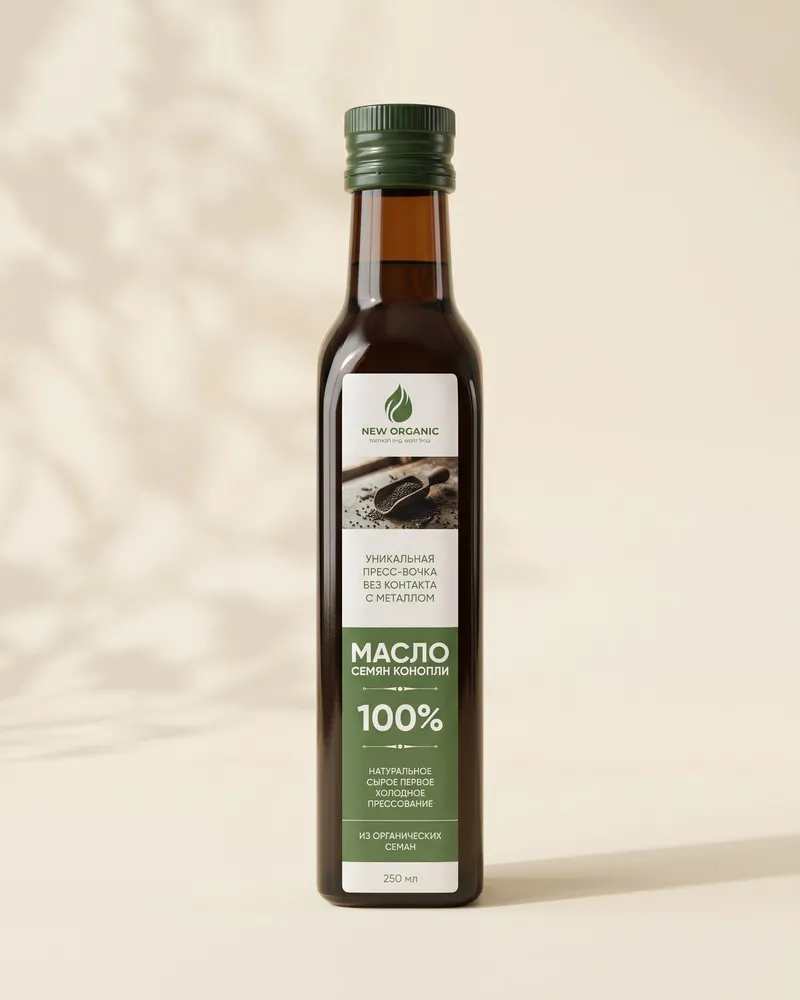 NEW ORGANIC
УНИКАЛЬНАЯ
ПРЕСС-ВОЧКА
ВЕЗ КОНТАКТА
С МЕТАЛЛОМ
МАСЛО
СЕМЯН КОНОПЛИ
100%
НАТУРАЛЬНОЕ
СЫРОЕ ПЕРВОЕ
ХОЛОДНОЕ
ПРЕССОВАНИЕ
ИЗ ОРГАНИЧЕСКИХ
СЕМАН
250 мл